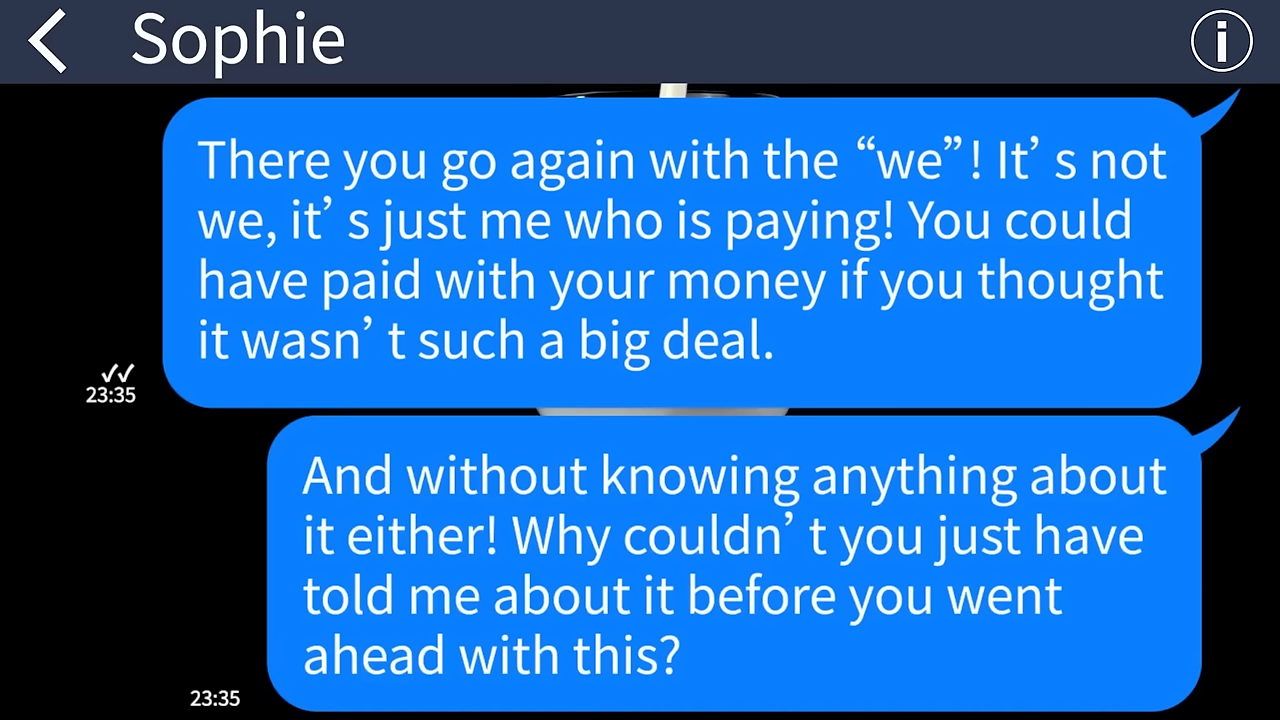 Sophie
There you go again with the “we”! It’s not
we, it’s just me who is paying! You could
have paid with your money if you thought
it wasn’t such a big deal.
23:35
And without knowing anything about
it either! Why couldn’t you just have
told me about it before you went
ahead with this?
23:35